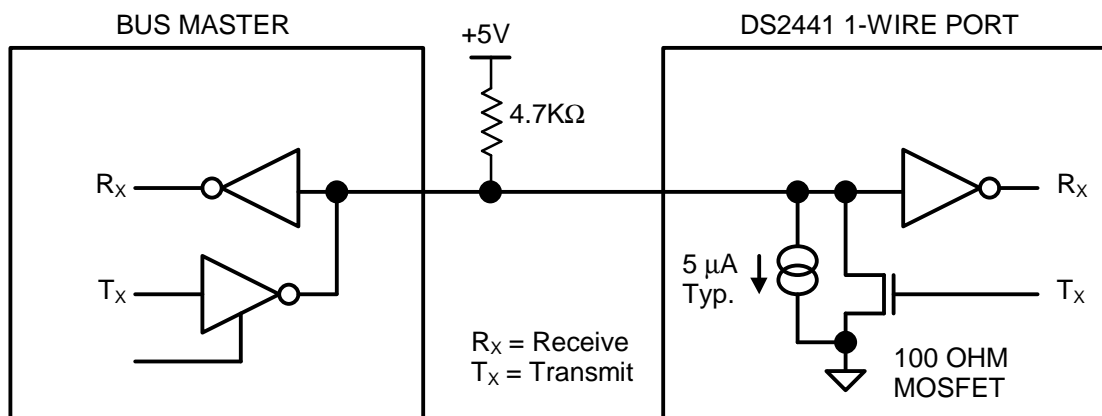 BUS MASTER
+5V
DS2441 1-WIRE PORT
4.7KΩ
RX
RX
TX
5 μA
Typ.
TX
RX = Receive
TX = Transmit
100 OHM
MOSFET